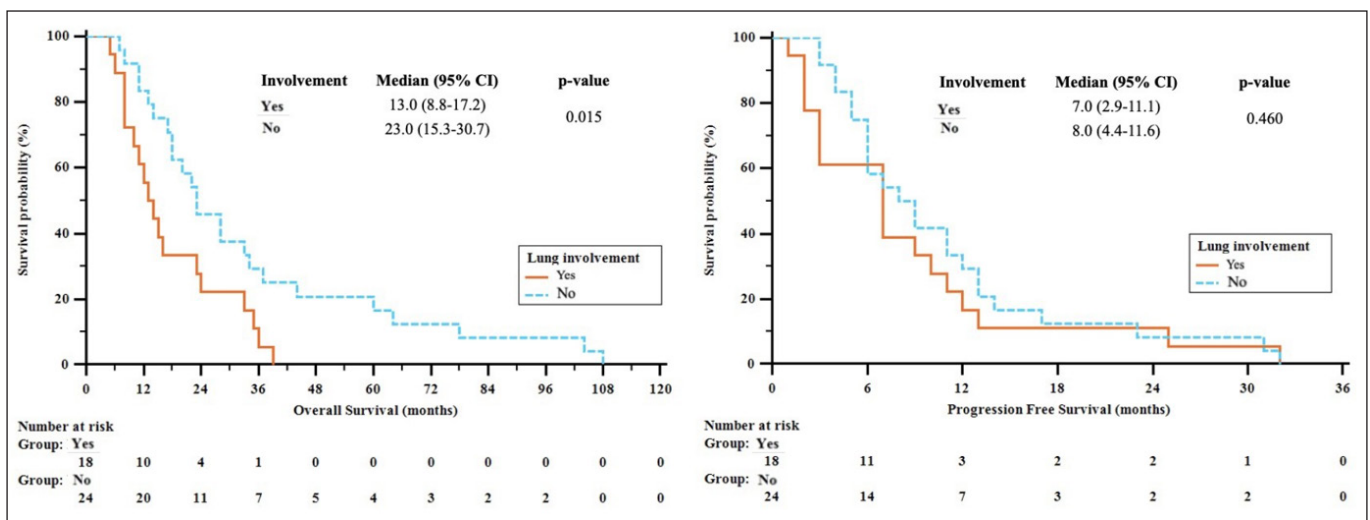 Survival probability (%)
100
80
60
40
20
0
Involvement Median (95% CI) p-value
Yes 13.0 (8.8-17.2)
0.015
No 23.0 (15.3-30.7)
Lung involvement
Yes
No
0 12 24 36 48 60 72 84 96 108 120
Overall Survival (months)
Number at risk
Group: Yes
18 10 4 1 0 0 0 0 0 0 0
Group: No
24 20 11 7 5 4 3 2 2 0 0
Survival probability (%)
100
80
60
40
20
0
Involvement Median (95% CI) p-value
Yes 7.0 (2.9-11.1)
0.460
No 8.0 (4.4-11.6)
Lung involvement
Yes
No
0 6 12 18 24 30 36
Progression Free Survival (months)
Number at risk
Group: Yes
18 11 3 2 2 1 0
Group: No
24 14 7 3 2 2 0